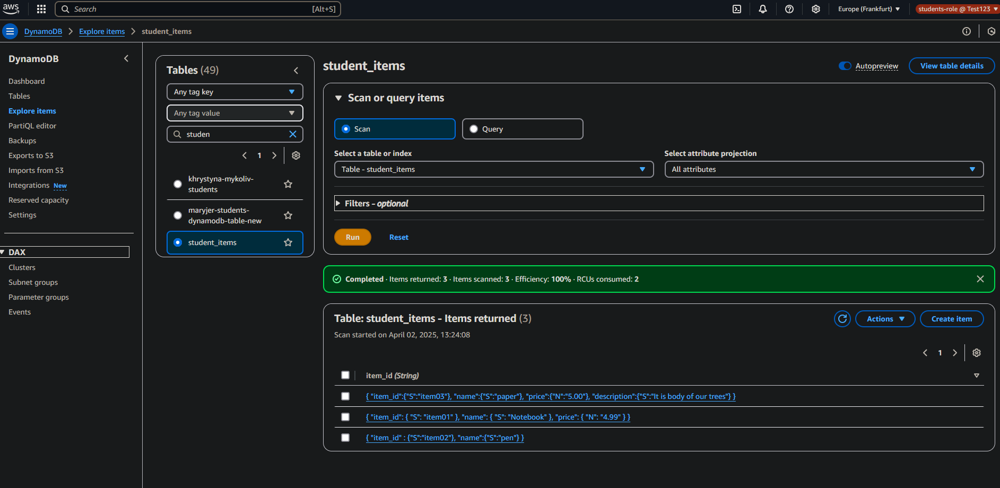 aws
Search
[Alt+S]
Europe (Frankfurt)
students-role @ Test123
DynamoDB
Explore items
student_items
DynamoDB
Dashboard
Tables
Explore items
PartiQL editor
Backups
Exports to S3
Imports from S3
Integrations New
Reserved capacity
Settings
DAX
Clusters
Subnet groups
Parameter groups
Events
Tables (49)
Any tag key
Any tag value
studen
1
khrystyna-mykoliv-
students
maryjer-students-
dynamodb-table-new
student_items
student_items
Autopreview
View table details
Scan or query items
Scan
Query
Select a table or index
Table - student_items
Select attribute projection
All attributes
Filters - optional
Run
Reset
Completed · Items returned: 3 · Items scanned: 3 · Efficiency: 100% · RCUs consumed: 2
Table: student_items - Items returned (3)
Scan started on April 02, 2025, 13:24:08
Actions
Create item
1
item_id (String)
{ "item_id":{"S":"item03"}, "name":{"S":"paper"}, "price":{"N":"5.00"}, "description":{"S":"It is body of our trees"} }
{ "item_id": { "S": "item01" }, "name": { "S": "Notebook" }, "price": { "N": "4.99" } }
{ "item_id" : {"S":"item02"}, "name":{"S":"pen"} }